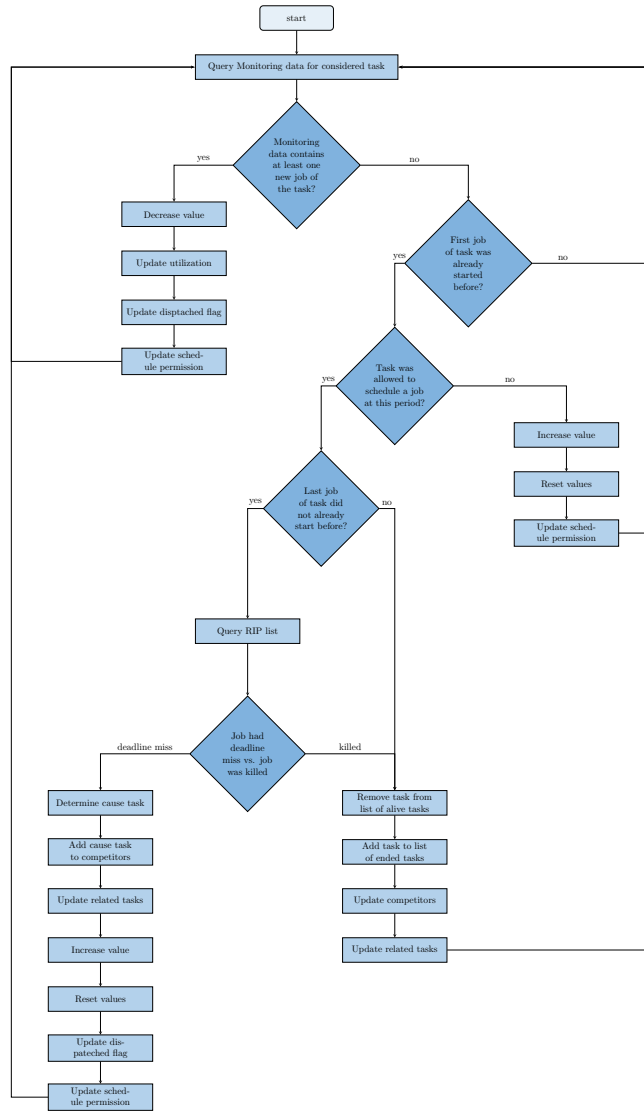 start
Query Monitoring data for considered task
Monitoring
data contains
at least one
new job of
the task?
yes
no
Decrease value
Update utilization
Update disptached flag
Update sched-
ule permission
First job
of task was
already
started
before?
yes
no
Task was
allowed to
schedule a job
at this period?
yes
no
Increase value
Reset values
Update sched-
ule permission
Last job
of task did
not already
start before?
yes
no
Query RIP list
Job had
deadline
miss vs. job
was killed
deadline miss
killed
Determine cause task
Add cause task
to competitors
Update related tasks
Increase value
Reset values
Update dis-
pateched flag
Update sched-
ule permission
Remove task from
list of alive tasks
Add task to list
of ended tasks
Update competitors
Update related tasks